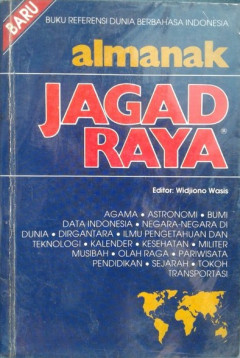 BARU
BUKU REFERENSI DUNIA BERBAHASA INDONESIA
almanak
JAGAD
RAYA
Editor: Widjiono Wasis
AGAMA • ASTRONOMI • BUMI
DATA INDONESIA • NEGARA-NEGARA DI
DUNIA • DIRGANTARA • ILMU PENGETAHUAN DAN
TEKNOLOGI • KALENDER • KESEHATAN • MILITER
MUSIBAH • OLAH RAGA • PARIWISATA
PENDIDIKAN • SEJARAH • TOKOH
TRANSPORTASI